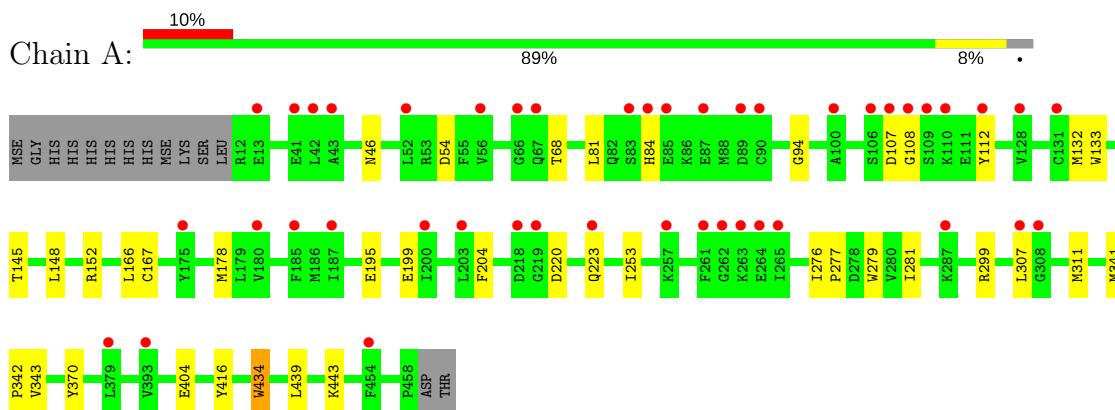 10%
Chain A:
89% 8% •
MSE GLY HIS HIS HIS HIS HIS HIS MSE LYS SER LEU R12 E13 E41 L42 A43 N46 L52 R53 D54 F55 V56 G66 Q67 T68 L81 Q82 S83 H84 E85 K86 E87 M88 D89 C90 G94 A100 S106 D107 G108 S109 K110 E111 Y112 V128 C131 M132 W133
T145 L148 R152 L166 C167 Y175 M178 L179 V180 F185 M186 I187 E195 E199 I200 L203 F204 D218 G219 D220 Q223 I253 K257 F261 G262 K263 E264 I265 I276 P277 D278 W279 V280 I281 K287 R299 L307 G308 M311 M341
P342 V343 Y370 L379 V393 E404 Y416 W434 L439 K443 F454 P458 ASP THR